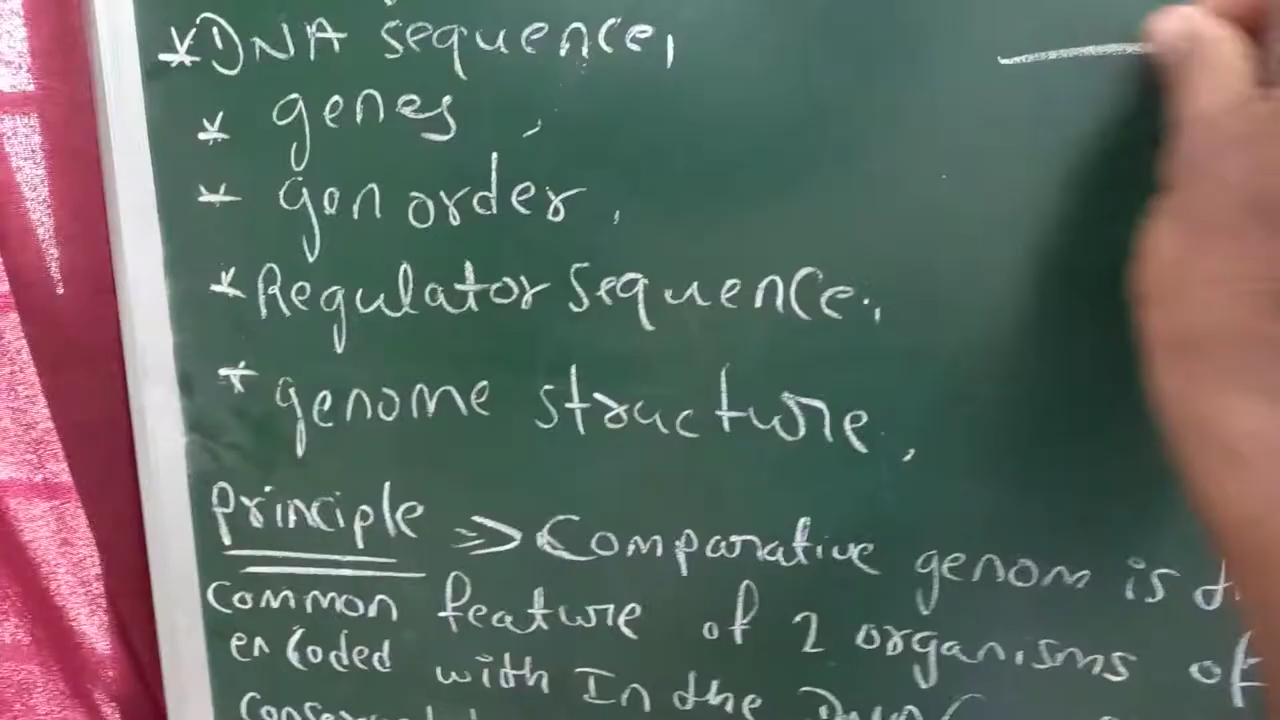 * DNA sequence,
* genes,
* gen order,
* Regulator sequence.,
* genome structure,
principle >> Comparative genom is
common feature of 2 organisms of
encoded with In the